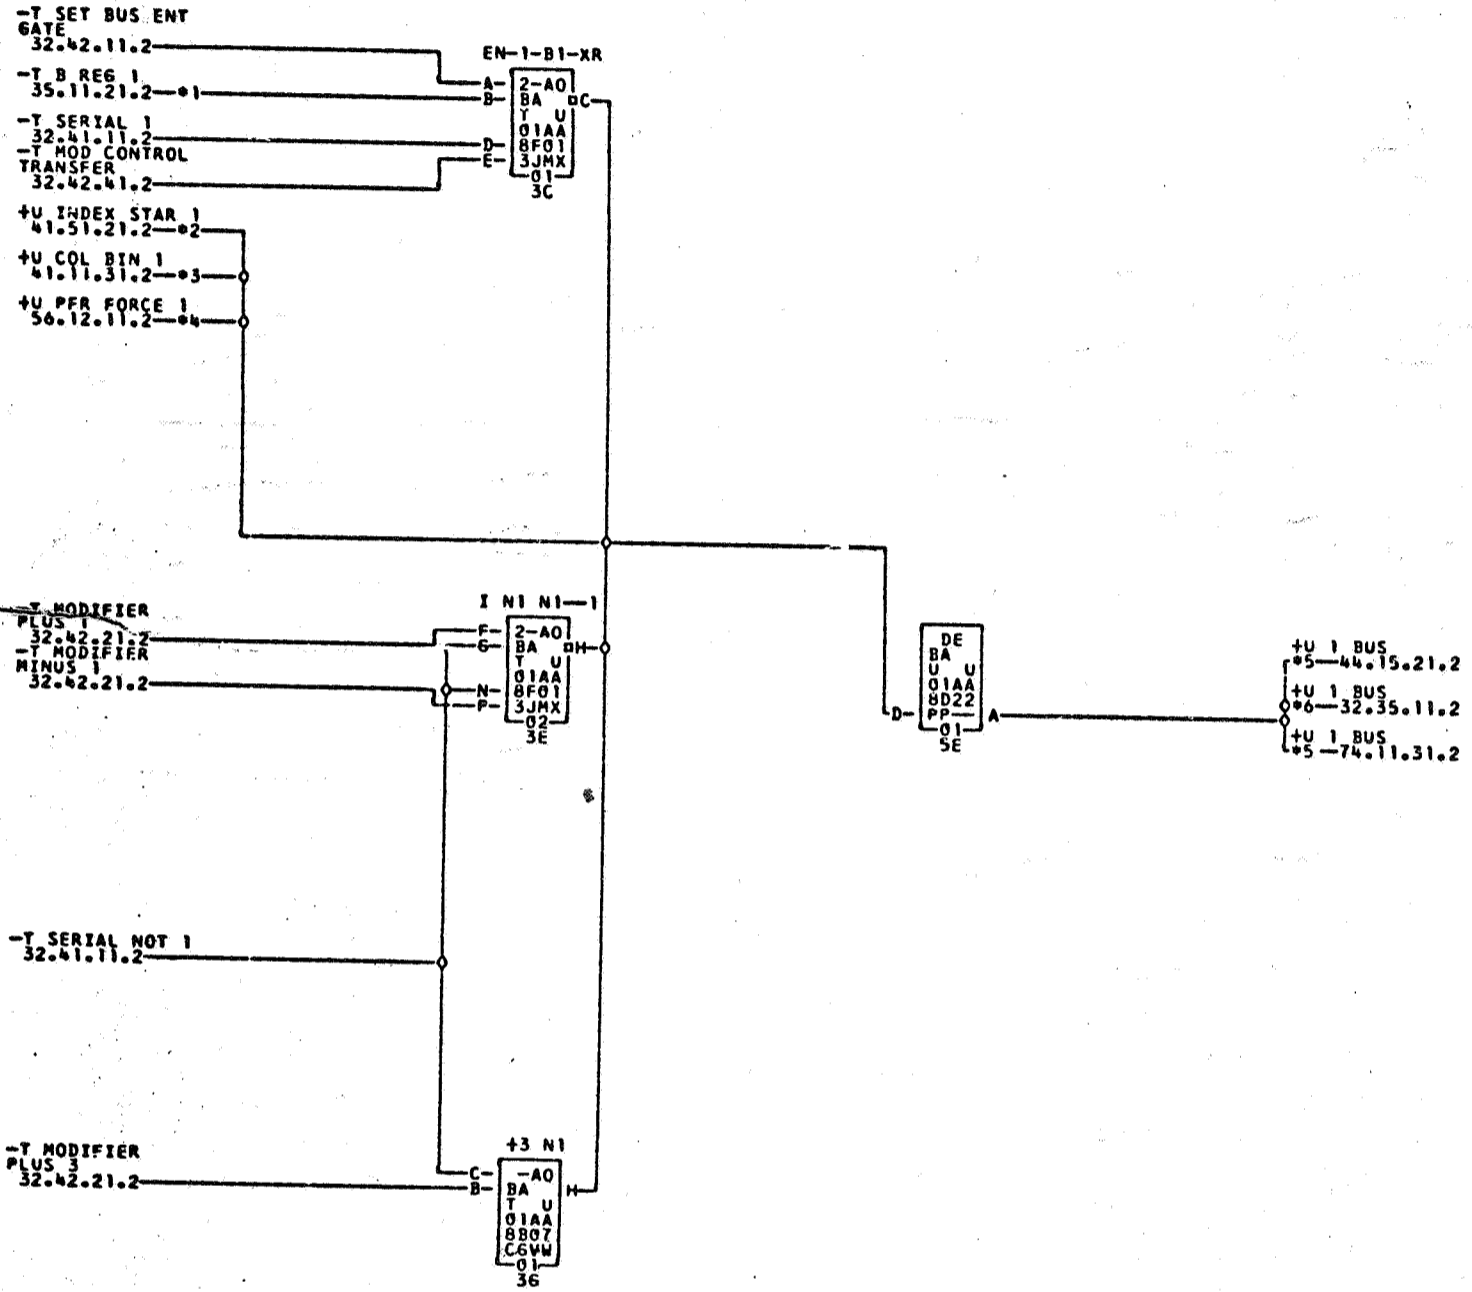 -T SET BUS ENT
GATE
32.42.11.2
-T B REG 1
35.11.21.2—*1
-T SERIAL 1
32.41.11.2
-T MOD CONTROL
TRANSFER
32.42.41.2
+U INDEX STAR 1
41.51.21.2—*2
+U COL BIN 1
41.11.31.2—*3
+U PFR FORCE 1
56.12.11.2—*4
EN-1-B1-XR
A- 2-AO
B- BA C
T U
01AA
D- 8F01
E- 3JMX
01
3C
-T MODIFIER
PLUS 1
32.42.21.2
-T MODIFIER
MINUS 1
32.42.21.2
I N1 N1—1
F- 2-AO
G- BA H
T U
01AA
N- 8F01
P- 3JMX
02
3E
DE
BA
U U
01AA
8D22
D- PP— A
01
5E
+U 1 BUS
*5—44.15.21.2
+U 1 BUS
*6—32.35.11.2
+U 1 BUS
*5—74.11.31.2
-T SERIAL NOT 1
32.41.11.2
-T MODIFIER
PLUS 3
32.42.21.2
+3 N1
C- -AO
B- BA H
T U
01AA
8B07
C6VW
01
3G